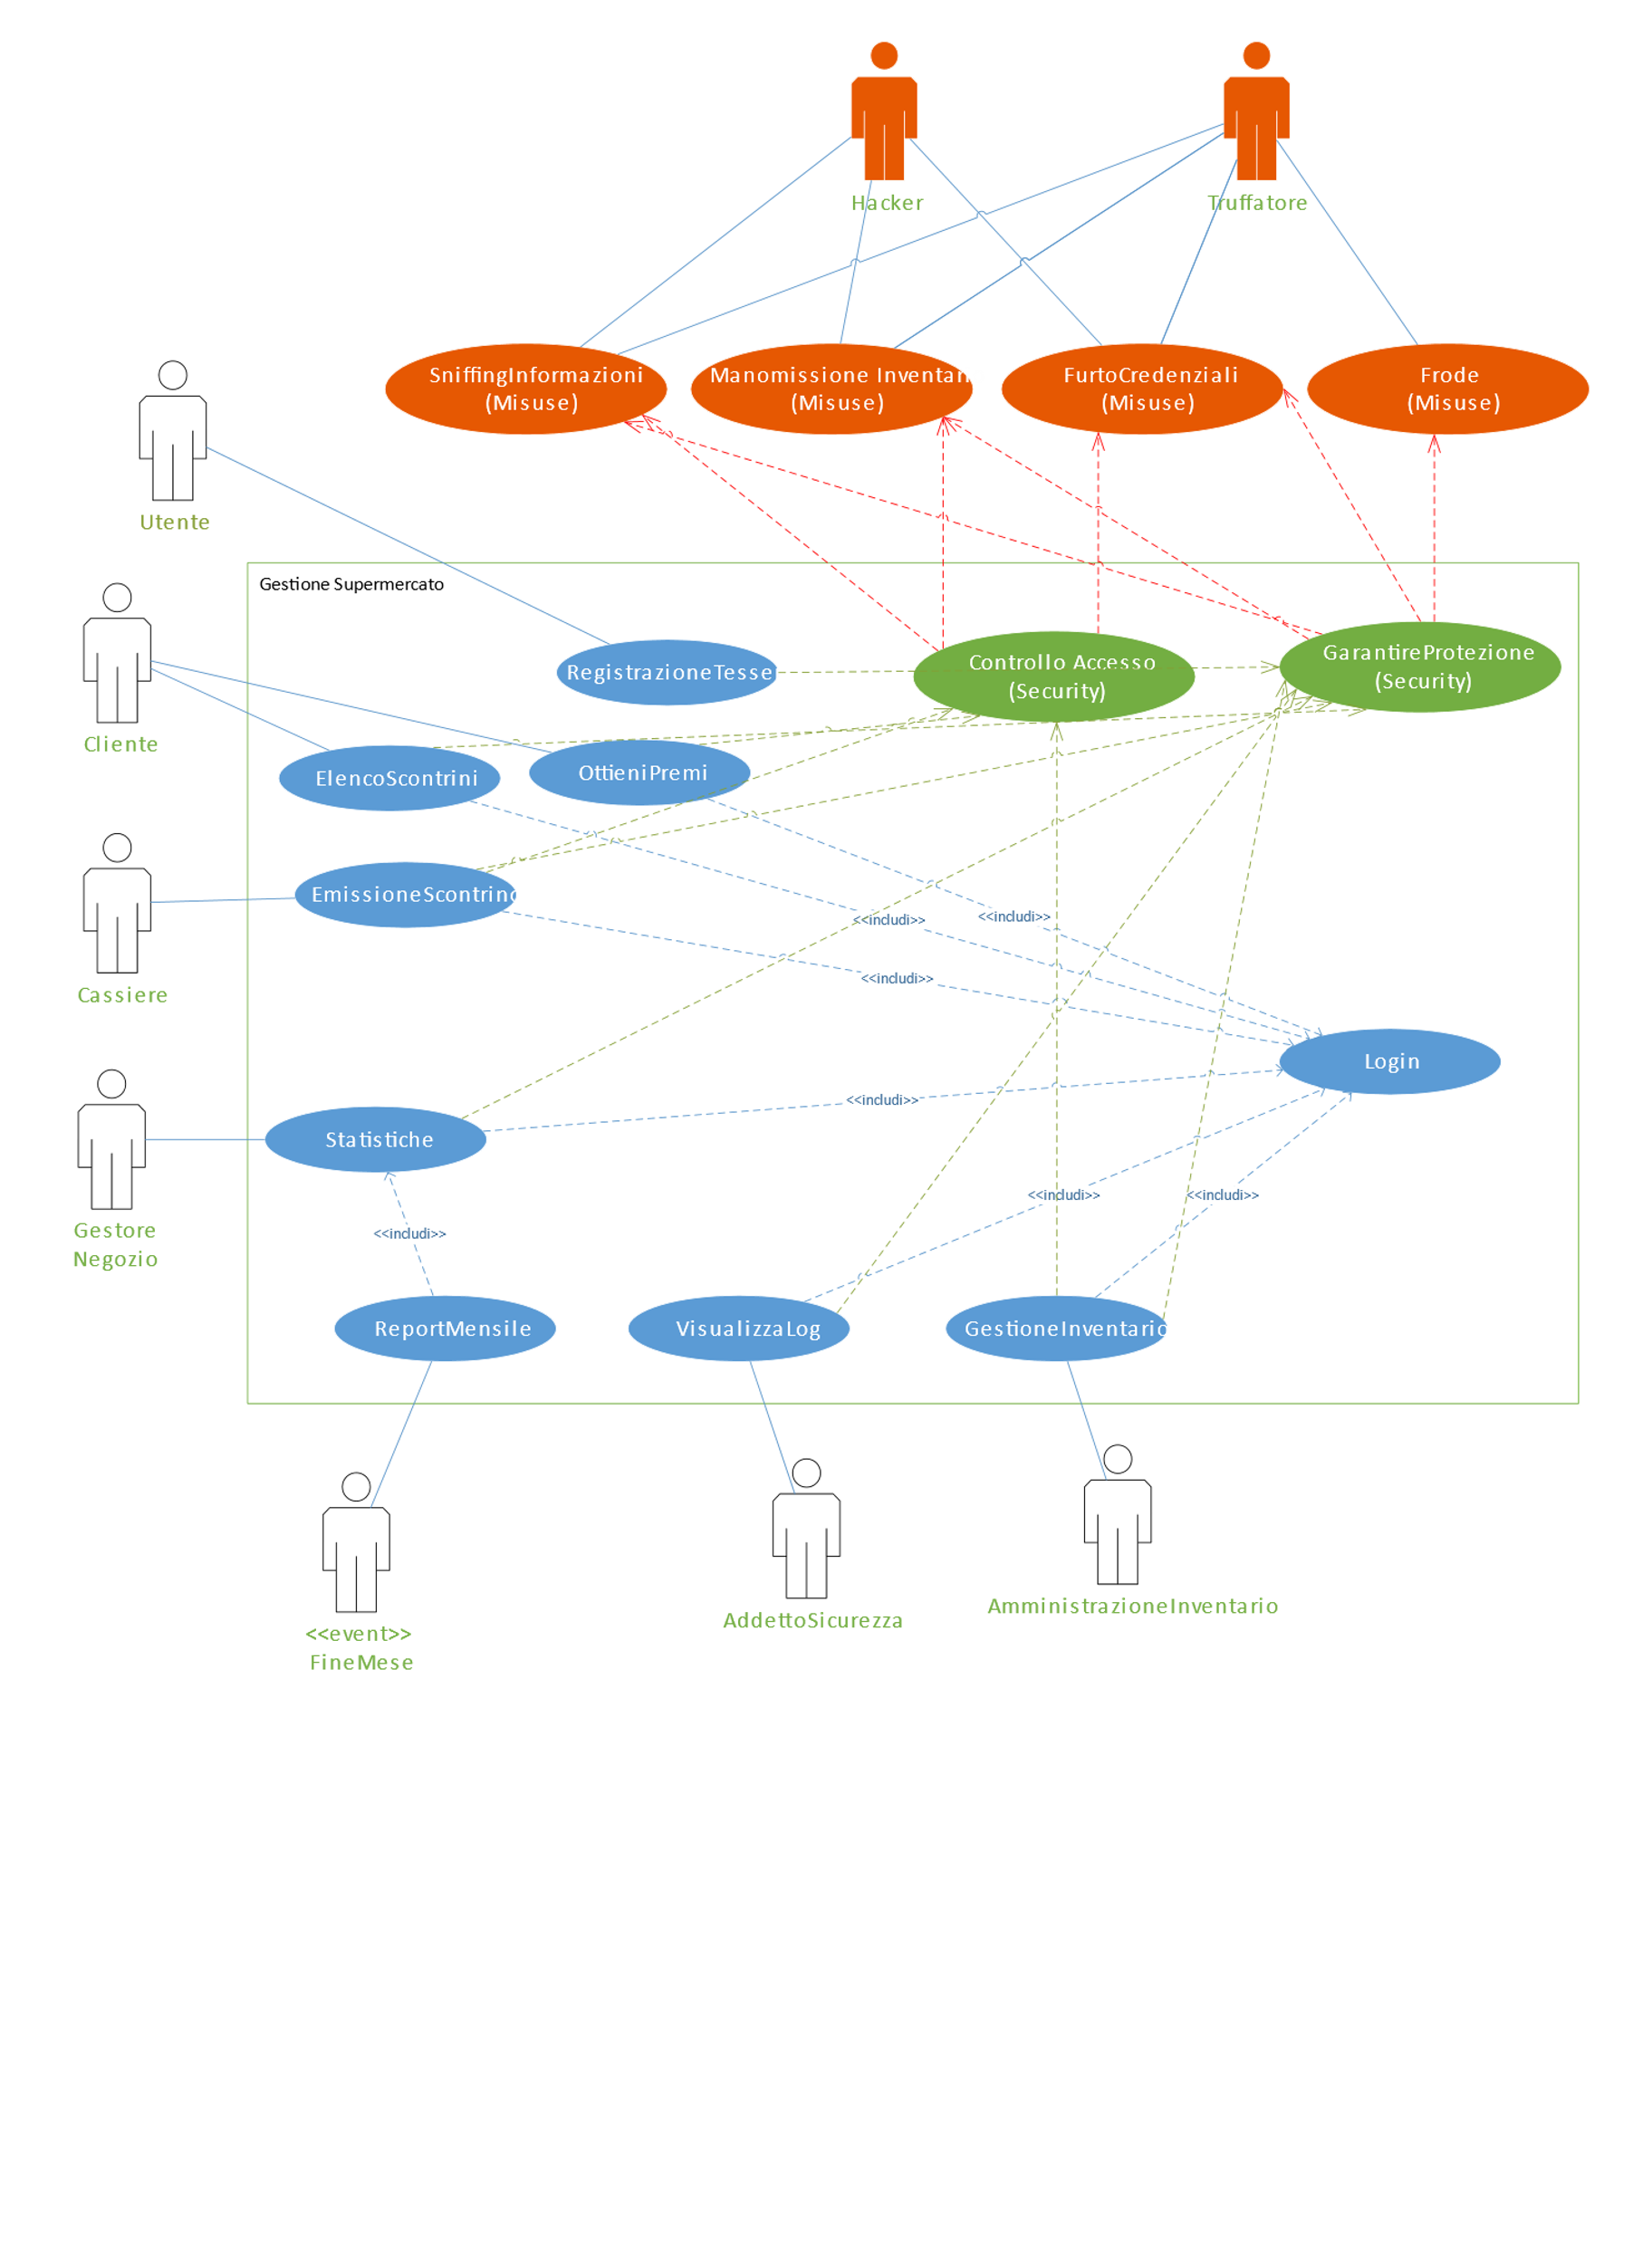 Hacker
Truffatore
SniffingInformazioni
(Misuse)
Manomissione Inventari
(Misuse)
FurtoCredenziali
(Misuse)
Frode
(Misuse)
Utente
Gestione Supermercato
Cliente
RegistrazioneTesse
Controllo Accesso
(Security)
GarantireProtezione
(Security)
ElencoScontrini
OttieniPremi
Cassiere
EmissioneScontrino
<<includi>>
<<includi>>
<<includi>>
Login
Gestore
Negozio
Statistiche
<<includi>>
<<includi>>
<<includi>>
<<includi>>
ReportMensile
VisualizzaLog
GestioneInventario
<<event>>
FineMese
AddettoSicurezza
AmministrazioneInventario